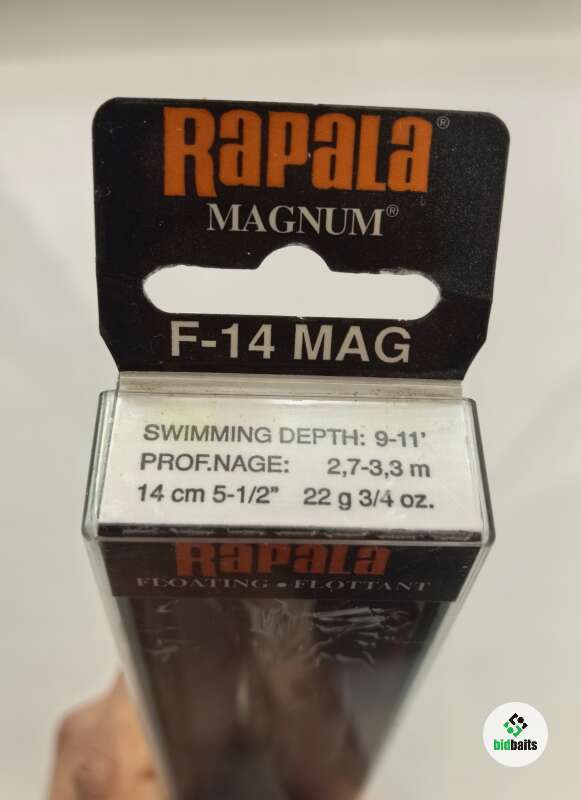 RAPALA®
MAGNUM®
F-14 MAG
SWIMMING DEPTH: 9-11'
PROF.NAGE: 2,7-3,3 m
14 cm 5-1/2" 22 g 3/4 oz.
RAPALA
FLOATING • FLOTTANT
bidbaits